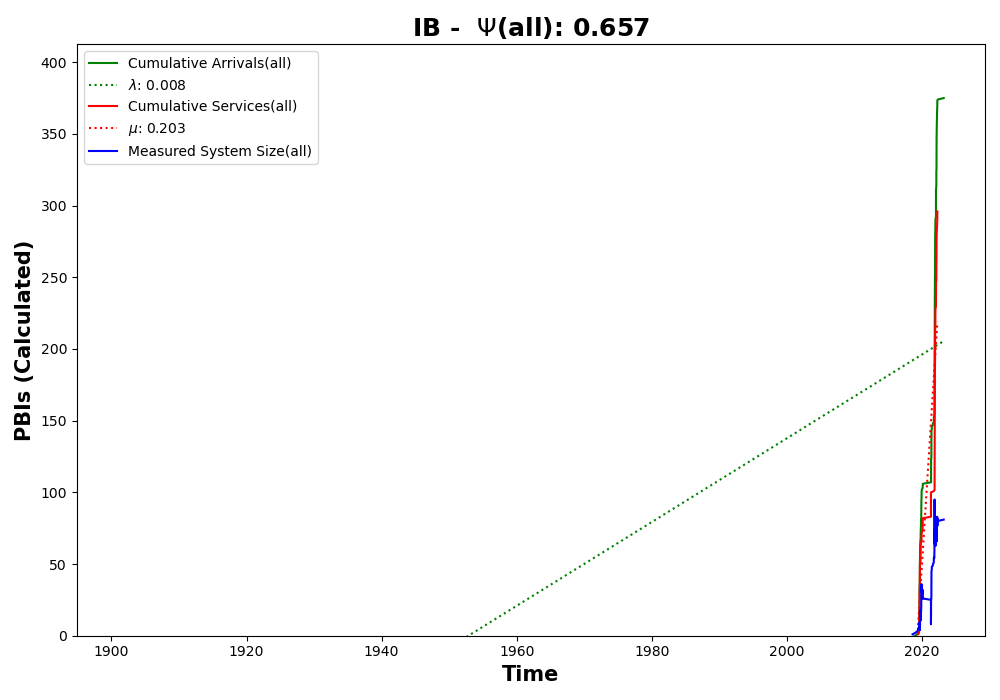 IB - Ψ(all): 0.657
Cumulative Arrivals(all)
λ: 0.008
Cumulative Services(all)
μ: 0.203
Measured System Size(all)
PBIs (Calculated)
400
350
300
250
200
150
100
50
0
1900 1920 1940 1960 1980 2000 2020
Time